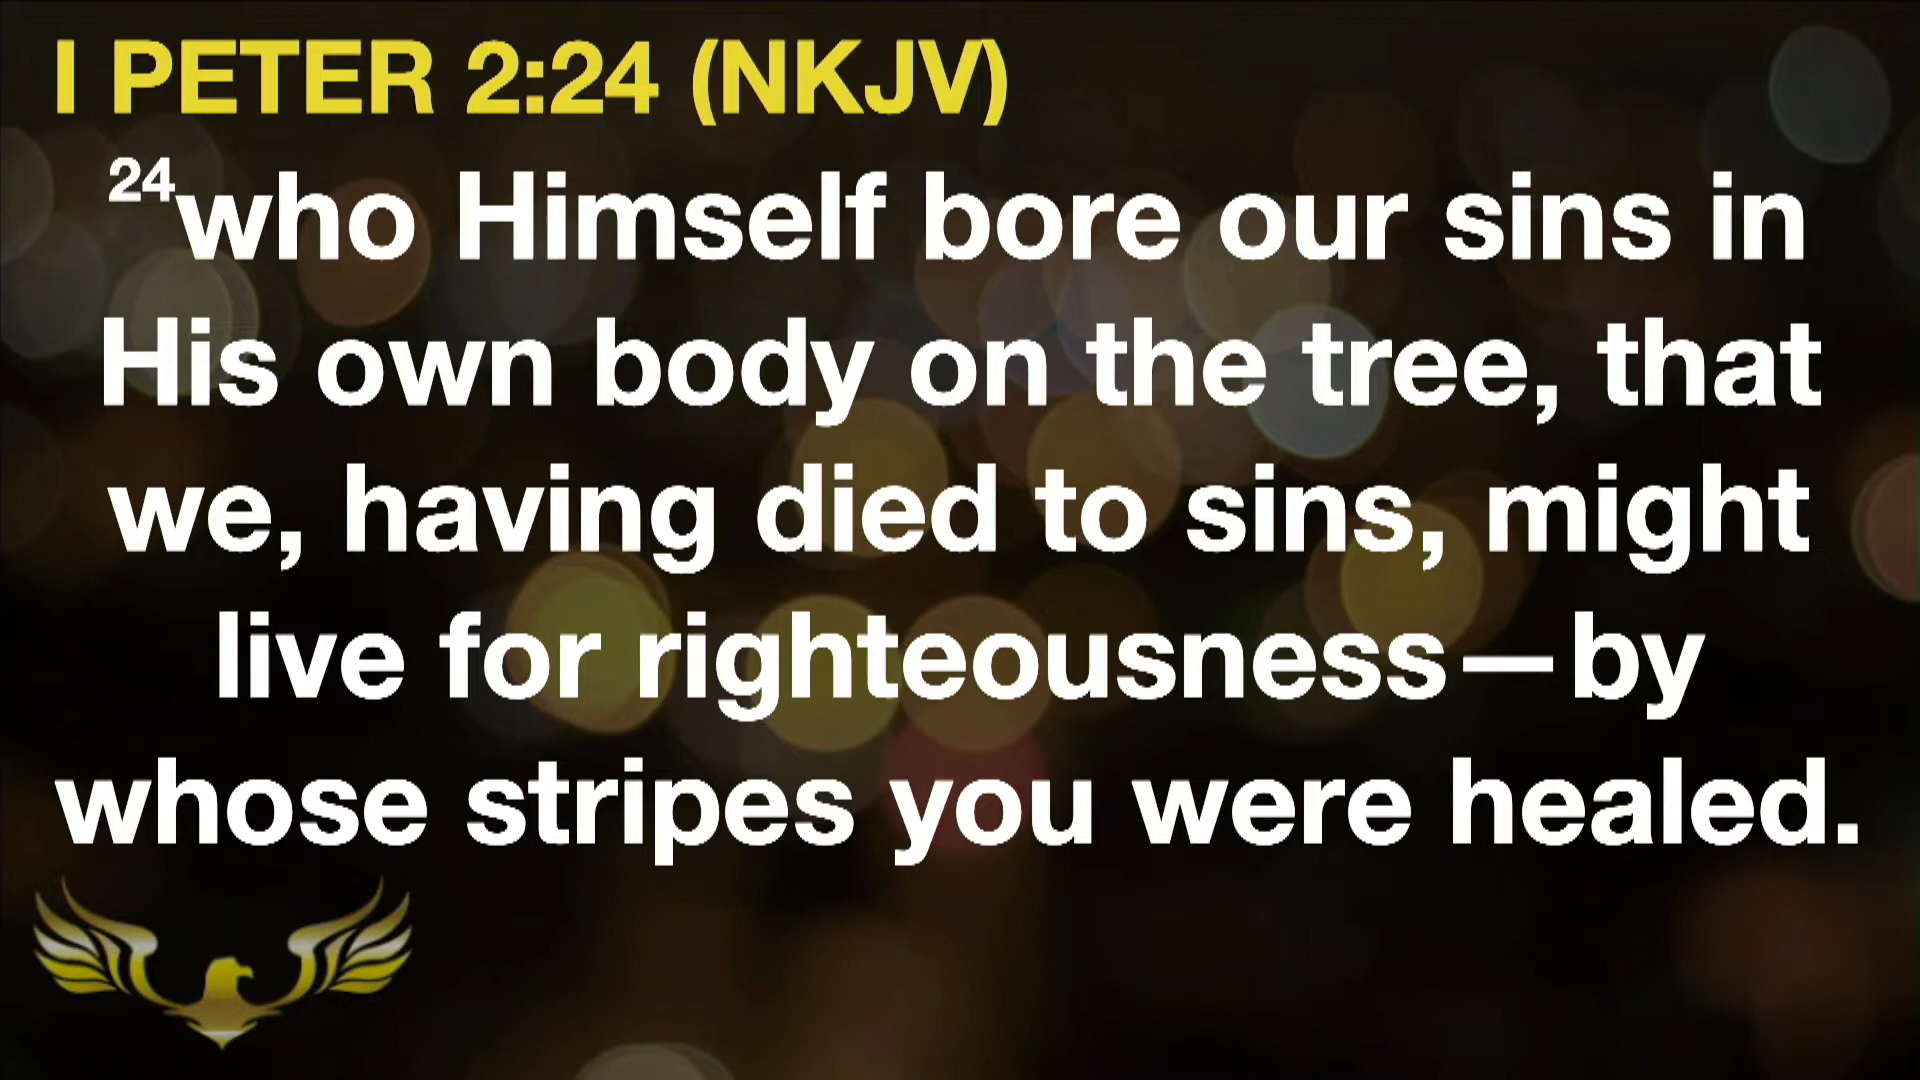 I PETER 2:24 (NKJV)
24who Himself bore our sins in
His own body on the tree, that
we, having died to sins, might
live for righteousness—by
whose stripes you were healed.